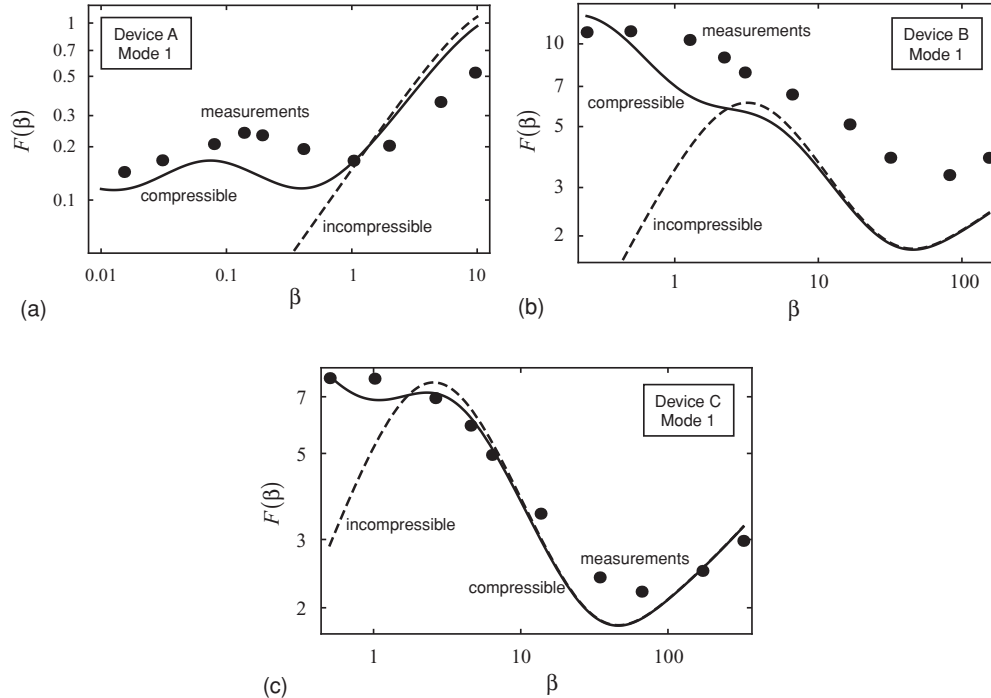 Device A
Mode 1
1
0.7
0.5
0.3
0.2
0.1
F(β)
measurements
compressible
incompressible
0.01
0.1
1
10
β
(a)
Device B
Mode 1
10
7
5
3
2
F(β)
measurements
compressible
incompressible
1
10
100
β
(b)
Device C
Mode 1
7
5
3
2
F(β)
incompressible
measurements
compressible
1
10
100
β
(c)